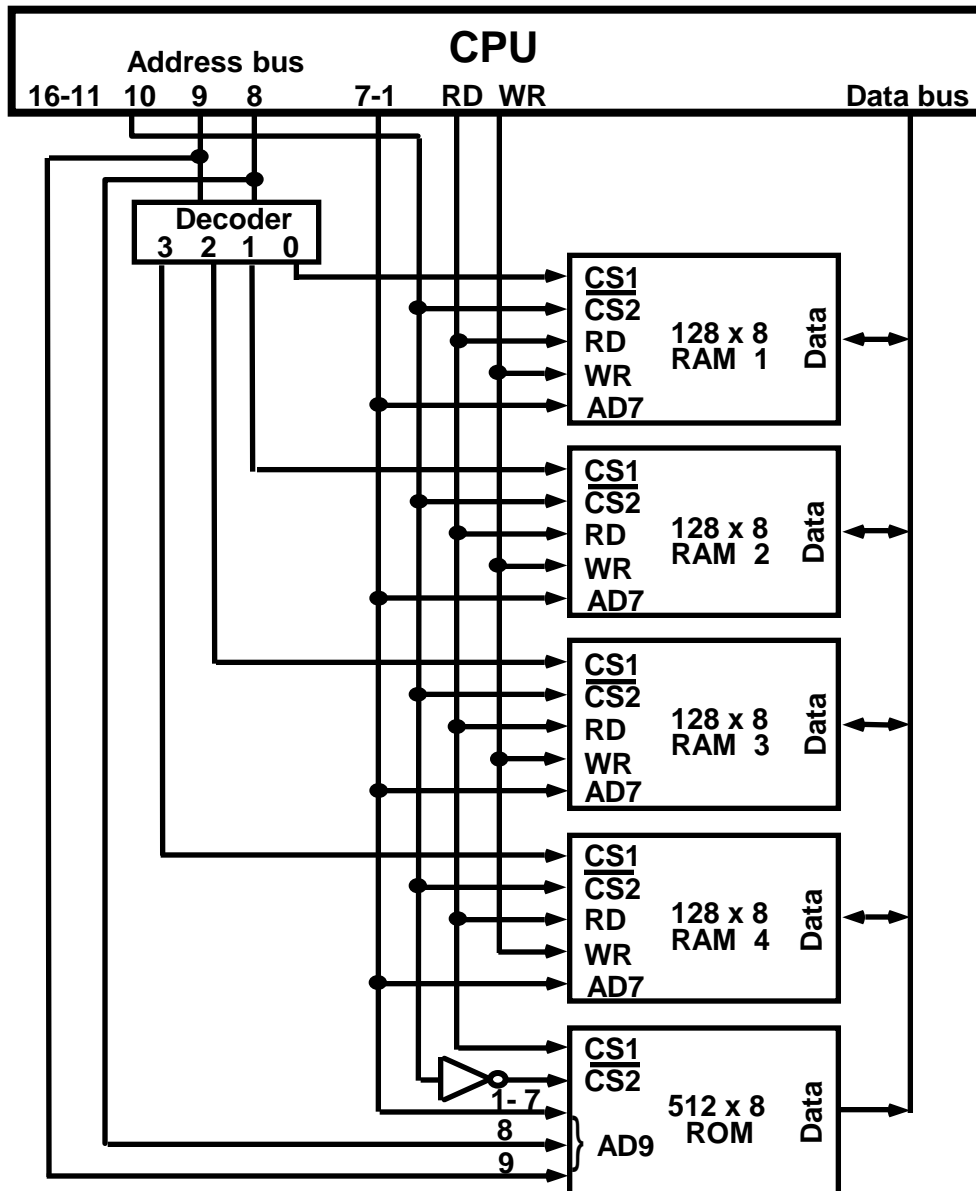 CPU
Address bus
16-11 10 9 8 7-1 RD WR Data bus
Decoder
3 2 1 0
CS1
CS2
RD
WR
AD7
128 x 8
RAM 1
Data
CS1
CS2
RD
WR
AD7
128 x 8
RAM 2
Data
CS1
CS2
RD
WR
AD7
128 x 8
RAM 3
Data
CS1
CS2
RD
WR
AD7
128 x 8
RAM 4
Data
CS1
CS2
1- 7
8
9
} AD9
512 x 8
ROM
Data